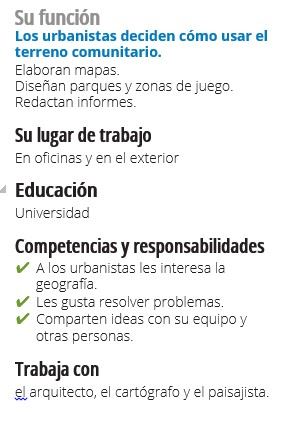 Su función
Los urbanistas deciden cómo usar el
terreno comunitario.
Elaboran mapas.
Diseñan parques y zonas de juego.
Redactan informes.
Su lugar de trabajo
En oficinas y en el exterior
Educación
Universidad
Competencias y responsabilidades
✔ A los urbanistas les interesa la
geografía.
✔ Les gusta resolver problemas.
✔ Comparten ideas con su equipo y
otras personas.
Trabaja con
el arquitecto, el cartógrafo y el paisajista.